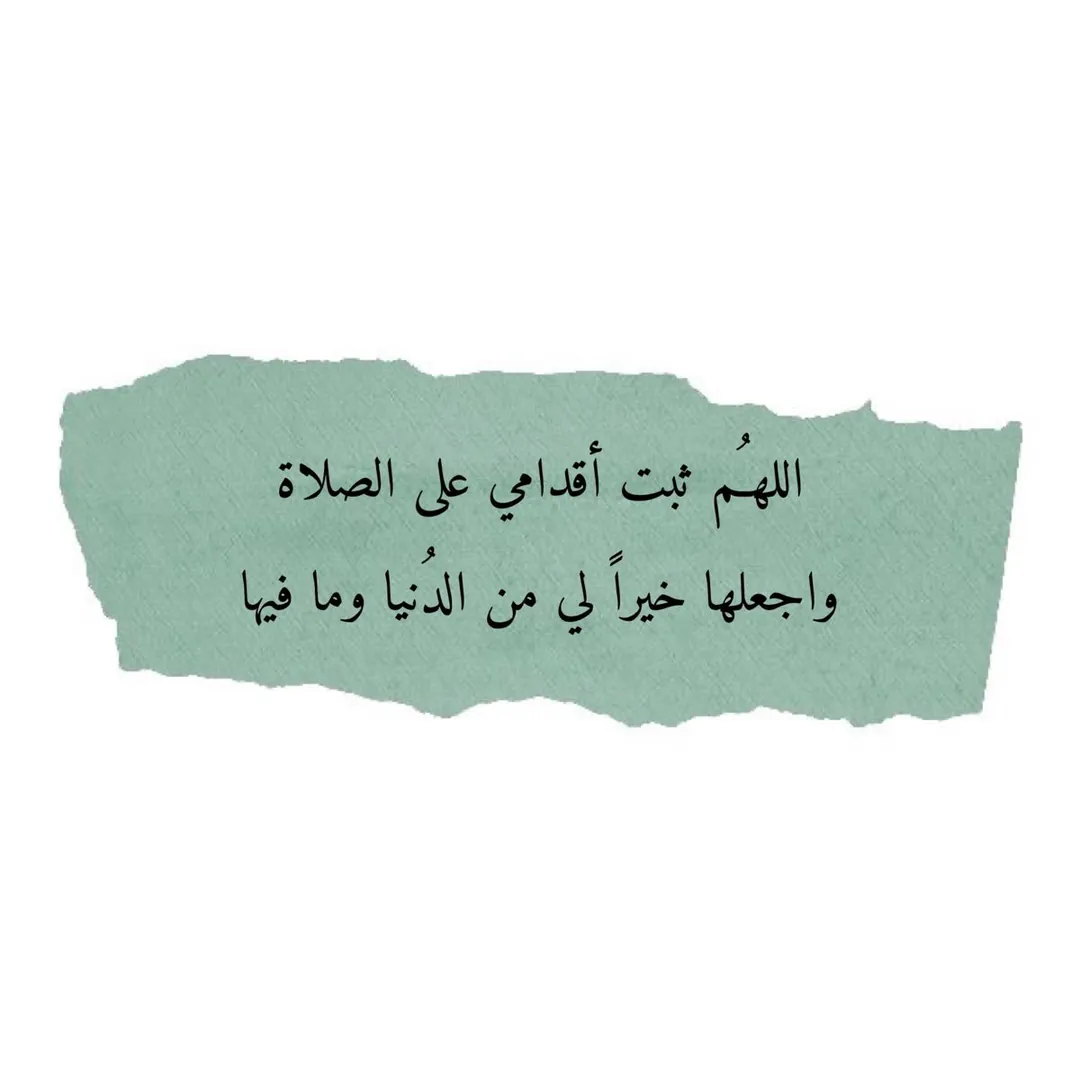 اللهُم ثبت أقدامي على الصلاة
واجعلها خيراً لي من الدُنيا وما فيها